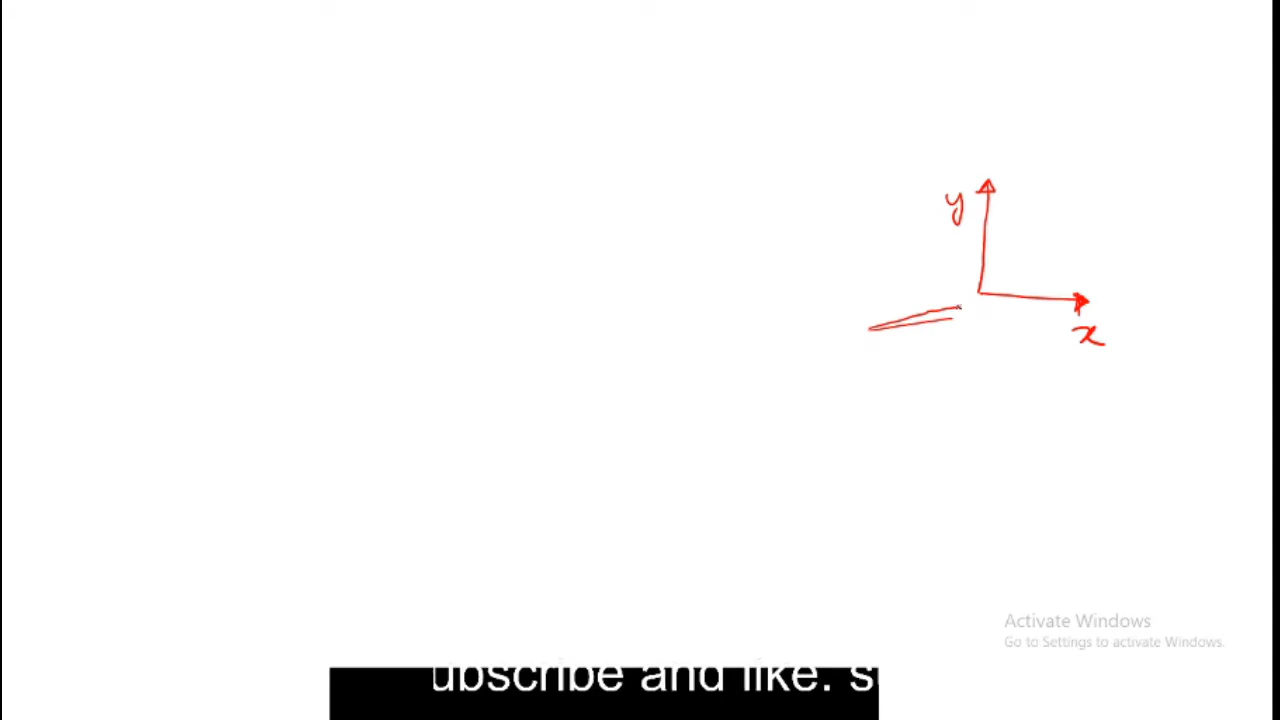 y
x
Activate Windows
Go to Settings to activate Windows.
ubscribe and like. s